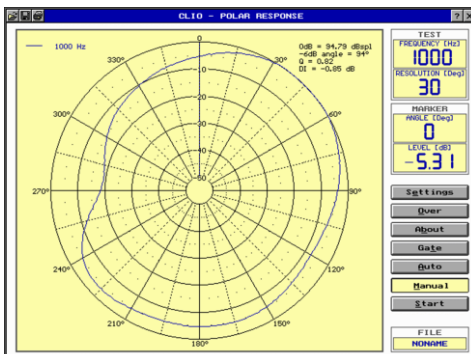 CLIO - POLAR RESPONSE
? X
1000 Hz
0dB = 94.79 dBspl
-6dB angle = 94°
Q = 0.82
DI = -0.85 dB
0
330°
30°
-10
300°
60°
-20
-30
-40
-50
270°
90°
240°
120°
210°
150°
180°
TEST
FREQUENCY [Hz]
1000
RESOLUTION [Deg]
30
MARKER
ANGLE [Deg]
0
LEVEL [dB]
-5.31
Settings
Over
About
Gate
Auto
Manual
Start
FILE
NONAME